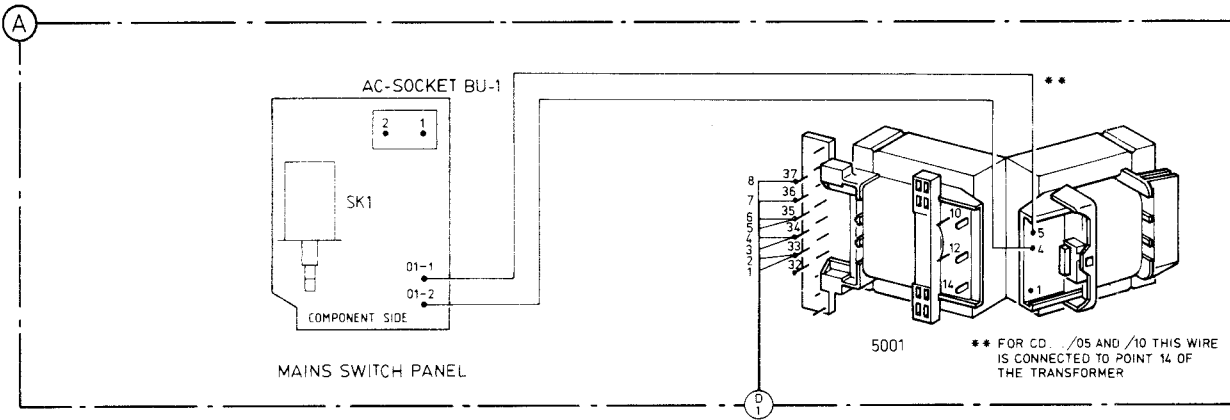 A
AC-SOCKET BU-1
**
2 1
SK1
01-1
01-2
COMPONENT SIDE
MAINS SWITCH PANEL
8 37
7 36
6 35
5
4 34
3
2 33
1 32
10
12
14
5
4
1
5001
** FOR CD. . /05 AND /10 THIS WIRE
IS CONNECTED TO POINT 14 OF
THE TRANSFORMER
D
1